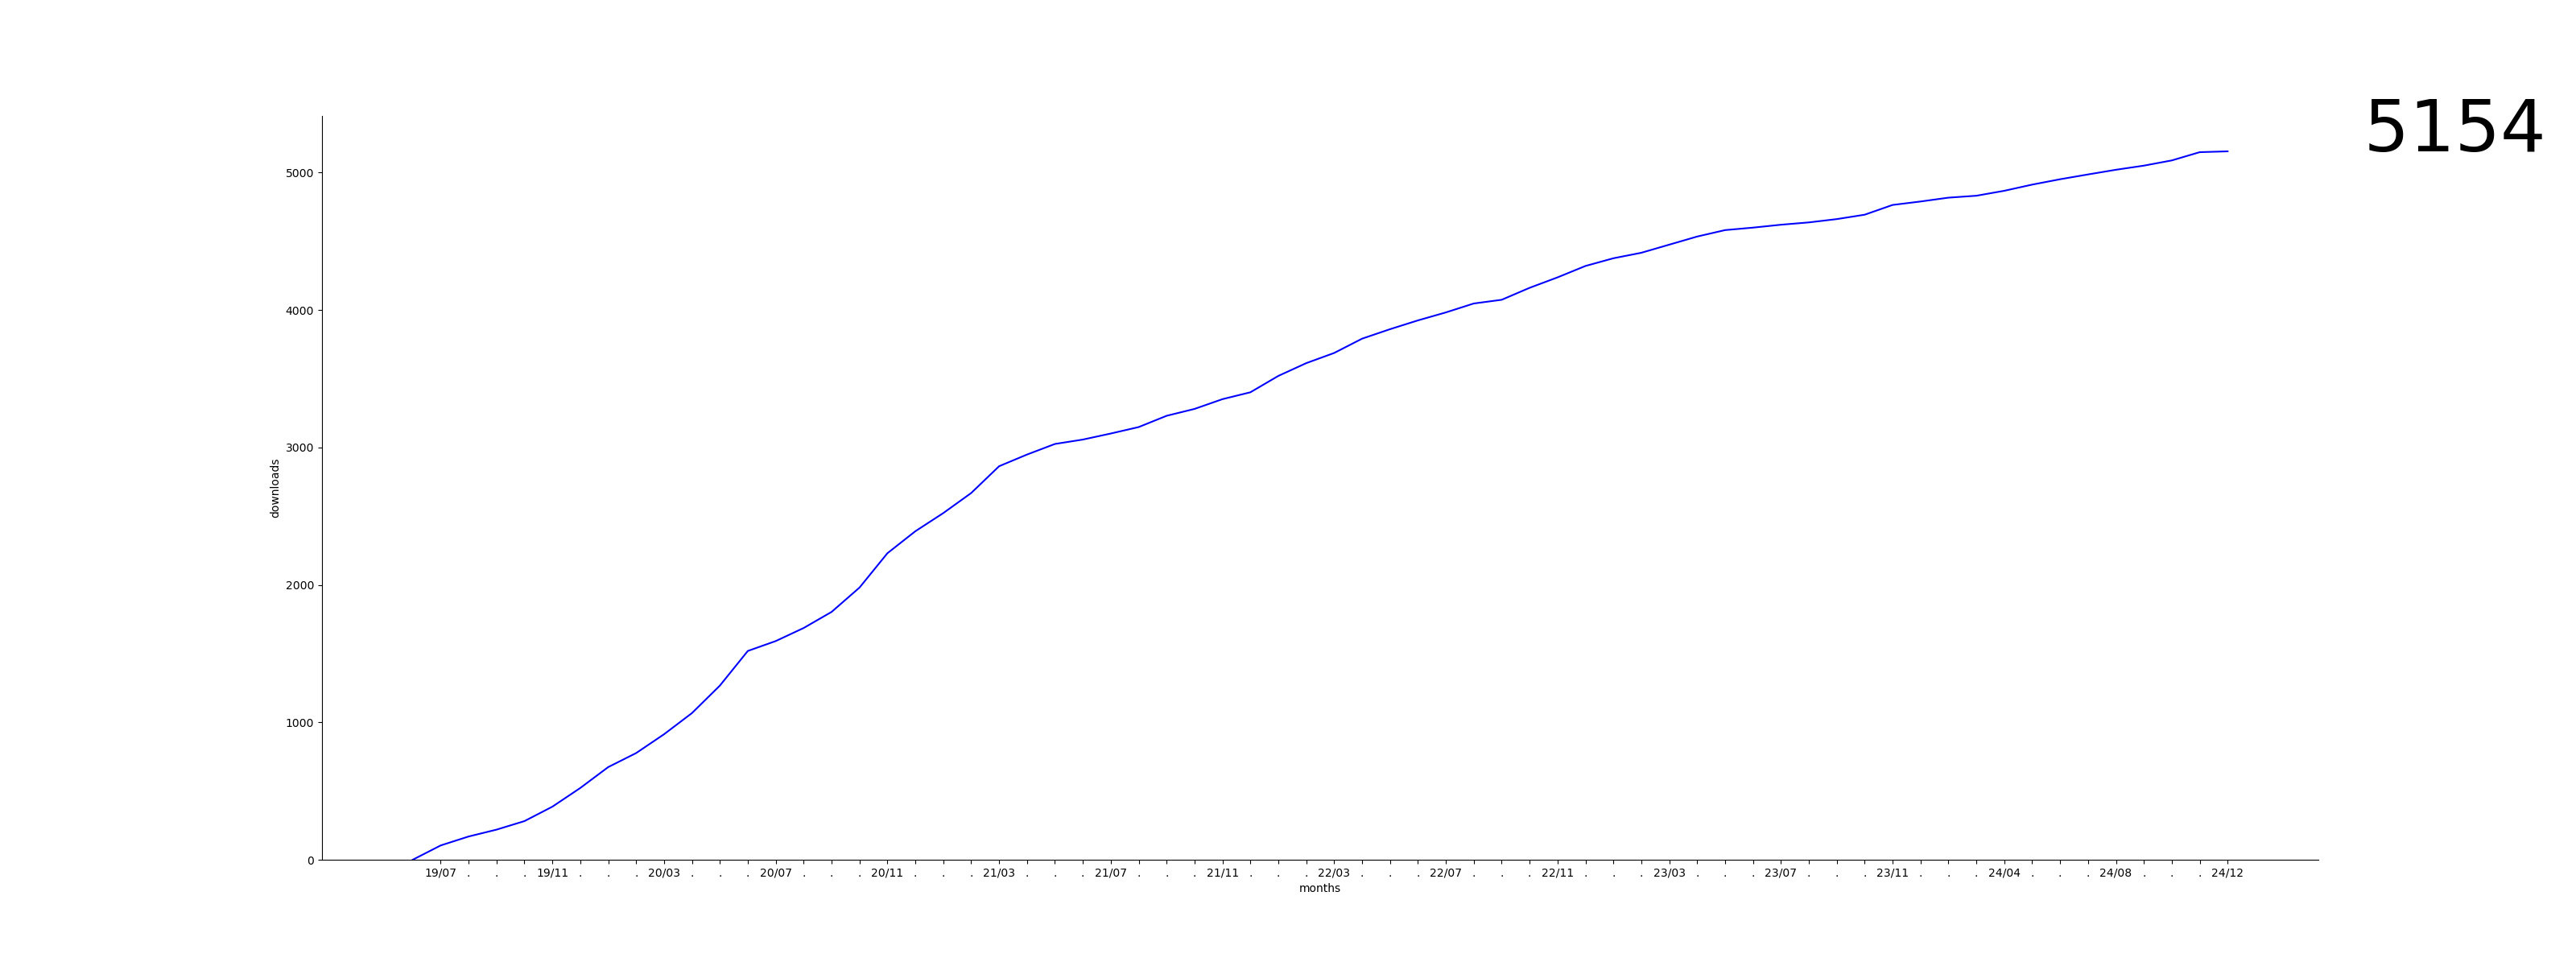 5154
5000
4000
3000
2000
1000
0
downloads
19/07 . . . 19/11 . . . 20/03 . . . 20/07 . . . 20/11 . . . 21/03 . . . 21/07 . . . 21/11 . . . 22/03 . . . 22/07 . . . 22/11 . . . 23/03 . . . 23/07 . . . 23/11 . . . 24/04 . . . 24/08 . . . 24/12
months